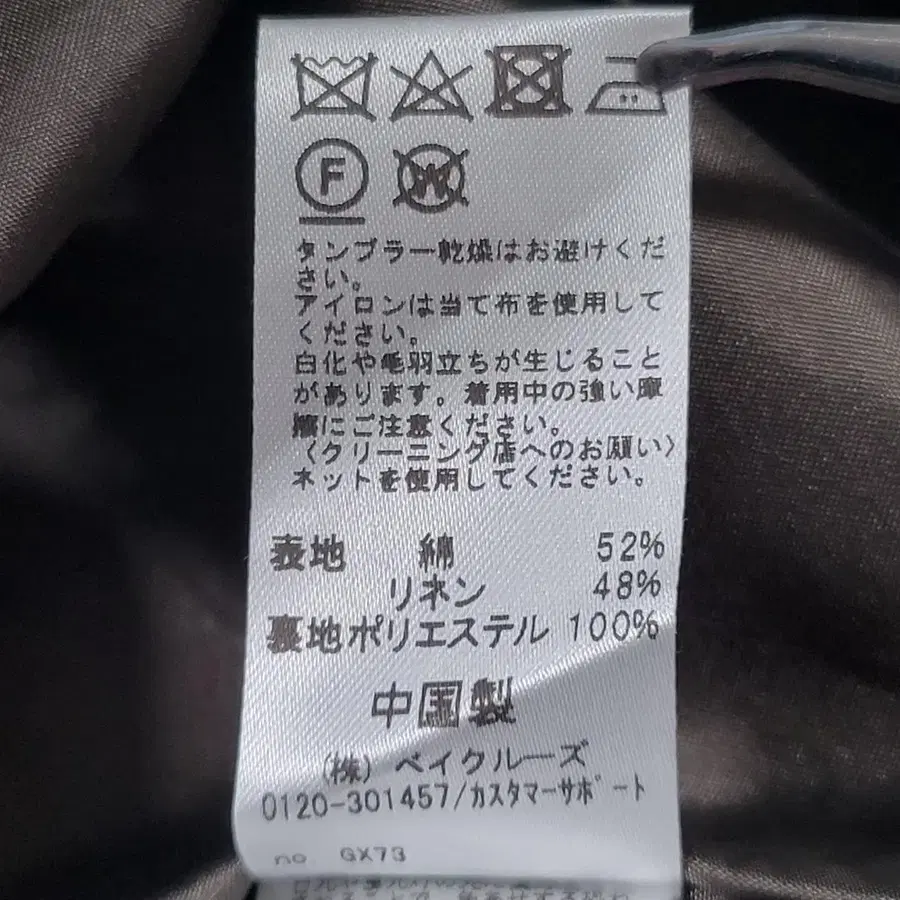 F W
タンブラー乾燥はお避けくだ
さい。
アイロンは当て布を使用して
ください。
白化や毛羽立ちが生じること
があります。着用中の強い摩
擦にご注意ください。
〈クリーニング店へのお願い〉
ネットを使用してください。
表地 綿 52%
リネン 48%
裏地ポリエステル 100%
中国製
(株) ベイクルーズ
0120-301457/カスタマーサポート
no GX73